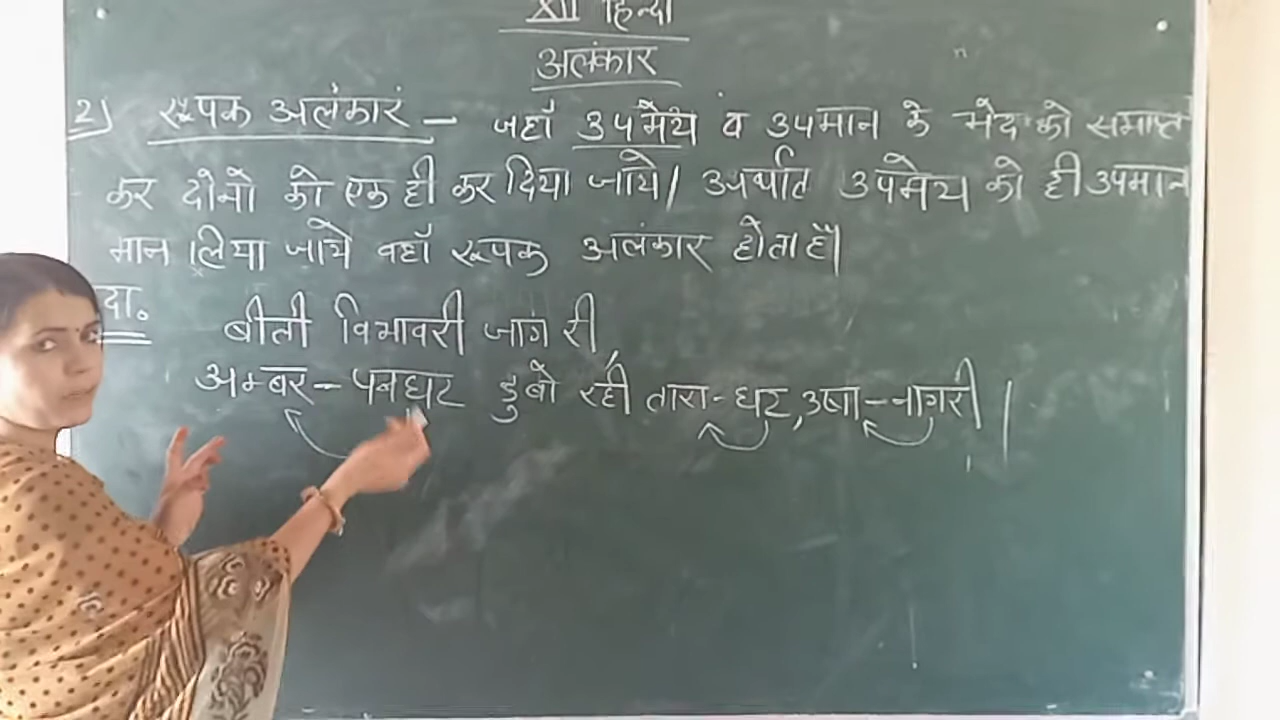 XII हिन्दी
अलंकार
2) रूपक अलंकार - जहाँ उपमेय व उपमान के भेद को समाप्त
कर दोनो को एक ही कर दिया जाये। अर्थात उपमेय को ही उपमान
मान लिया जाये वहाँ रूपक अलंकार होता है।
दा.
बीती विभावरी जाग री,
अम्बर - पनघट डुबो रही तारा - घट, उषा - नागरी।